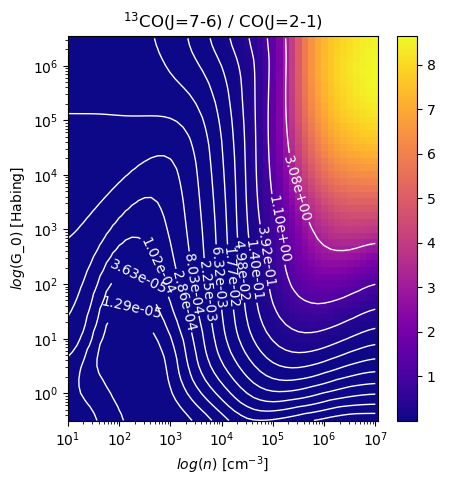 ¹³CO(J=7-6) / CO(J=2-1)
log(G_0) [Habing]
10⁶
10⁵
10⁴
10³
10²
10¹
10⁰
3.08e+00
1.10e+00
3.92e-01
1.40e-01
4.98e-02
1.77e-02
6.32e-03
2.25e-03
8.03e-04
2.86e-04
1.02e-04
3.63e-05
1.29e-05
10¹ 10² 10³ 10⁴ 10⁵ 10⁶ 10⁷
log(n) [cm⁻³]
8
7
6
5
4
3
2
1